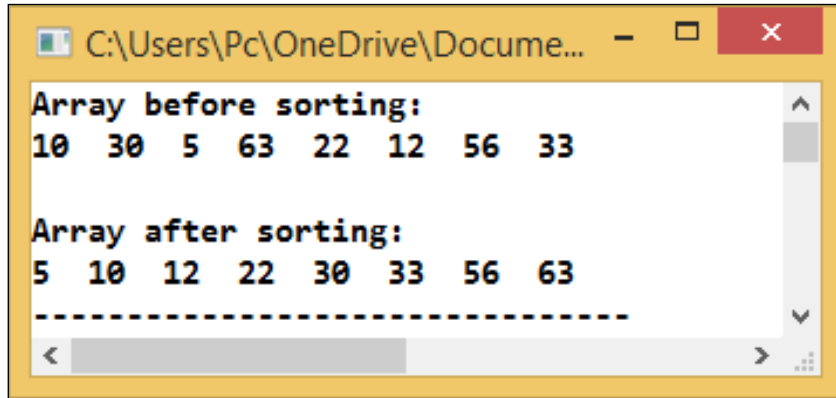 C:\Users\Pc\OneDrive\Docume...
Array before sorting:
10  30  5  63  22  12  56  33
Array after sorting:
5  10  12  22  30  33  56  63
--------------------------------